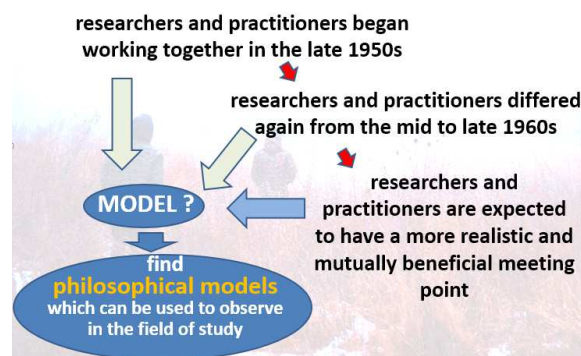 researchers and practitioners began
working together in the late 1950s
researchers and practitioners differed
again from the mid to late 1960s
researchers and
practitioners are expected
to have a more realistic and
mutually beneficial meeting
point
MODEL ?
find
philosophical models
which can be used to observe
in the field of study